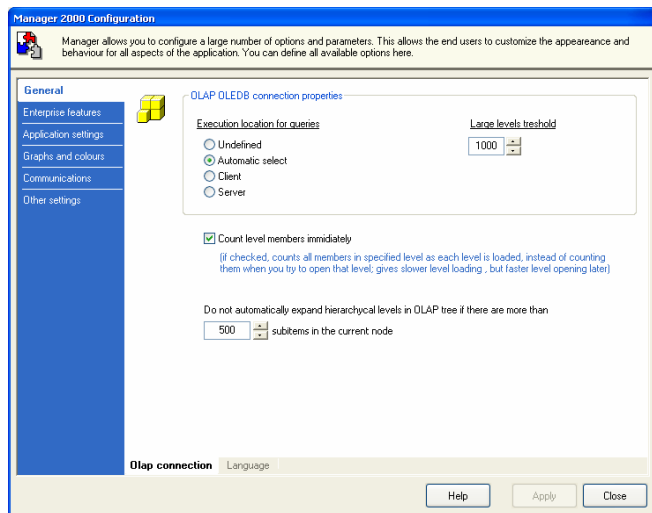 Manager 2000 Configuration
Manager allows you to configure a large number of options and parameters. This allows the end users to customize the appeareance and
behaviour for all aspects of the application. You can define all available options here.
General
Enterprise features
Application settings
Graphs and colours
Communications
Other settings
OLAP OLEDB connection properties
Execution location for queries
Large levels treshold
Undefined
1000
Automatic select
Client
Server
Count level members immidiately
(if checked, counts all members in specified level as each level is loaded, instead of counting
them when you try to open that level; gives slower level loading , but faster level opening later)
Do not automatically expand hierarchycal levels in OLAP tree if there are more than
500 subitems in the current node
Olap connection Language
Help Apply Close